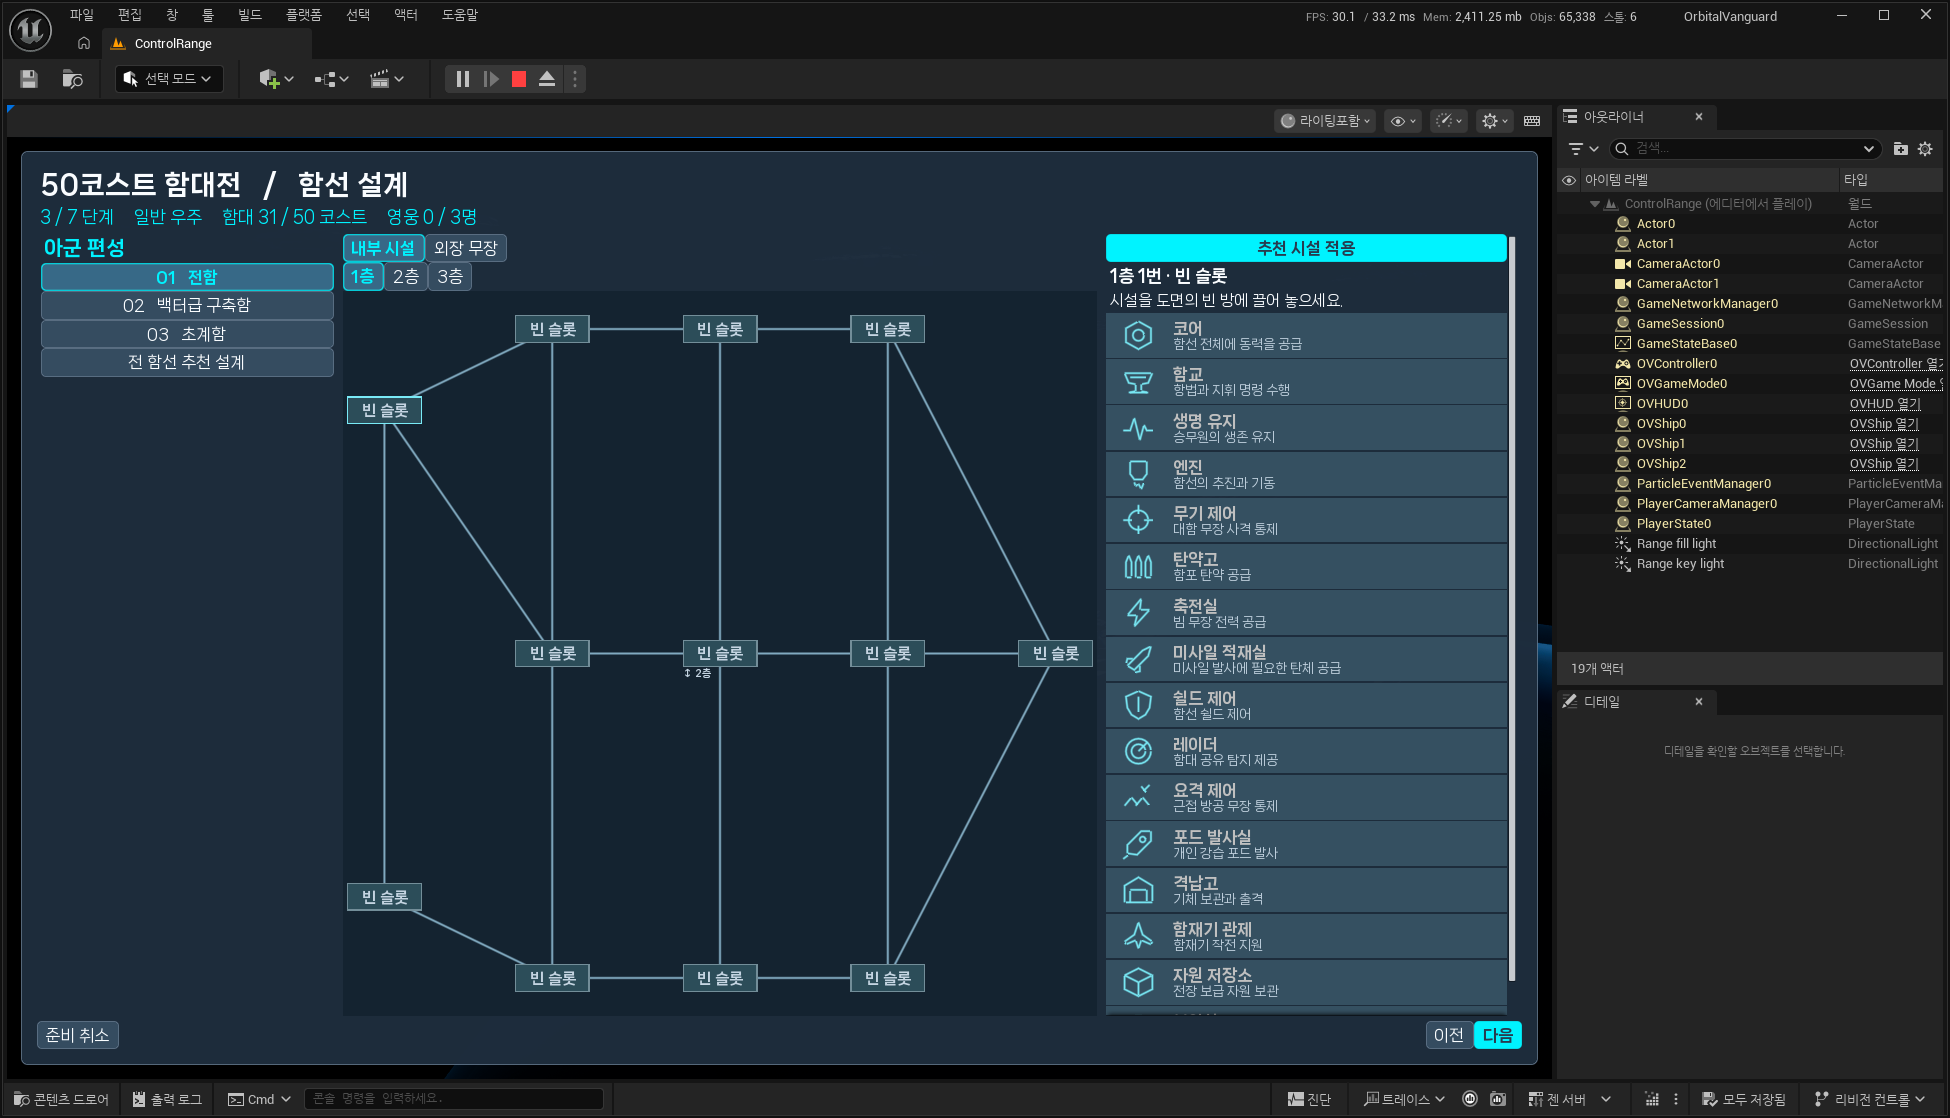 파일 편집 창 툴 빌드 플랫폼 선택 액터 도움말
FPS: 30.1 / 33.2 ms Mem: 2,411.25 mb Objs: 65,338 스톨: 6
OrbitalVanguard
ControlRange
선택 모드
라이팅포함
50코스트 함대전 / 함선 설계
3 / 7 단계 일반 우주 함대 31 / 50 코스트 영웅 0 / 3명
아군 편성
01 전함
02 백터급 구축함
03 초계함
전 함선 추천 설계
내부 시설 외장 무장
1층 2층 3층
빈 슬롯 빈 슬롯 빈 슬롯
빈 슬롯
빈 슬롯 빈 슬롯 빈 슬롯 빈 슬롯
↕ 2층
빈 슬롯
빈 슬롯 빈 슬롯 빈 슬롯
추천 시설 적용
1층 1번 · 빈 슬롯
시설을 도면의 빈 방에 끌어 놓으세요.
코어
함선 전체에 동력을 공급
함교
항법과 지휘 명령 수행
생명 유지
승무원의 생존 유지
엔진
함선의 추진과 기동
무기 제어
대함 무장 사격 통제
탄약고
함포 탄약 공급
축전실
빔 무장 전력 공급
미사일 적재실
미사일 발사에 필요한 탄체 공급
쉴드 제어
함선 쉴드 제어
레이더
함대 공유 탐지 제공
요격 제어
근접 방공 무장 통제
포드 발사실
개인 강습 포드 발사
격납고
기체 보관과 출격
함재기 관제
함재기 작전 지원
자원 저장소
전장 보급 자원 보관
준비 취소
이전 다음
아웃라이너
검색...
아이템 라벨 타입
ControlRange (에디터에서 플레이) 월드
Actor0 Actor
Actor1 Actor
CameraActor0 CameraActor
CameraActor1 CameraActor
GameNetworkManager0 GameNetworkM
GameSession0 GameSession
GameStateBase0 GameStateBase
OVController0 OVController 열기
OVGameMode0 OVGame Mode
OVHUD0 OVHUD 열기
OVShip0 OVShip 열기
OVShip1 OVShip 열기
OVShip2 OVShip 열기
ParticleEventManager0 ParticleEventMa
PlayerCameraManager0 PlayerCameraMa
PlayerState0 PlayerState
Range fill light DirectionalLight
Range key light DirectionalLight
19개 액터
디테일
디테일을 확인할 오브젝트를 선택합니다.
콘텐츠 드로어 출력 로그 Cmd 콘솔 명령을 입력하세요.
진단 트레이스 젠 서버 모두 저장됨 리비전 컨트롤